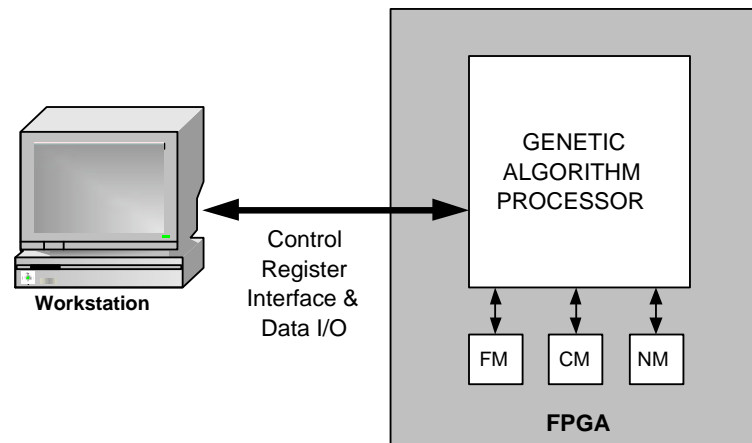 GENETIC
ALGORITHM
PROCESSOR
Control
Register
Interface &
Data I/O
Workstation
FM
CM
NM
FPGA